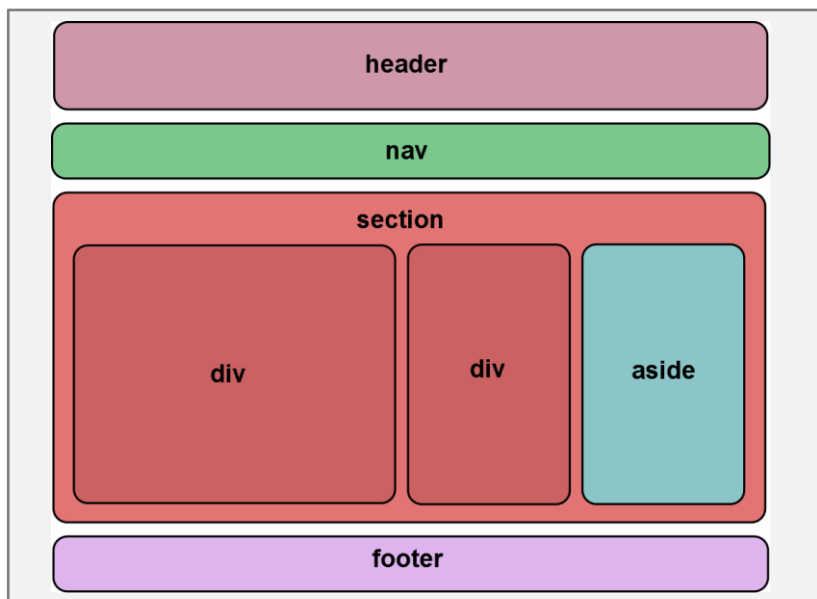 header
nav
section
div
div
aside
footer